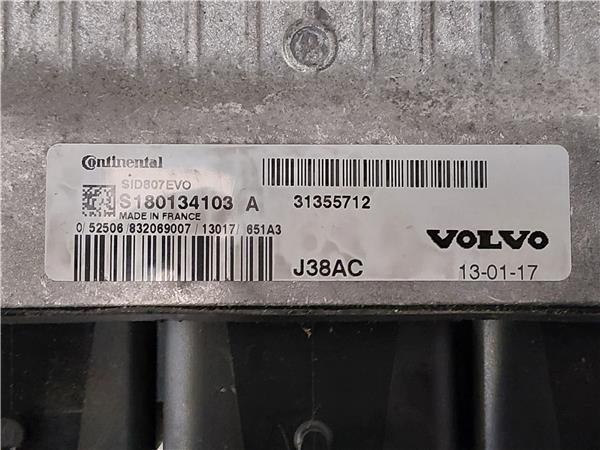 Continental
SID807EVO
S180134103 A
MADE IN FRANCE
31355712
0/52506/832069007/13017/651A3
VOLVO
J38AC
13-01-17